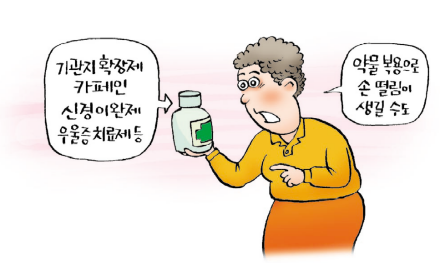 기관지 확장제
카페인
신경이완제
우울증 치료제 등
약물 복용으로
손 떨림이
생길 수도